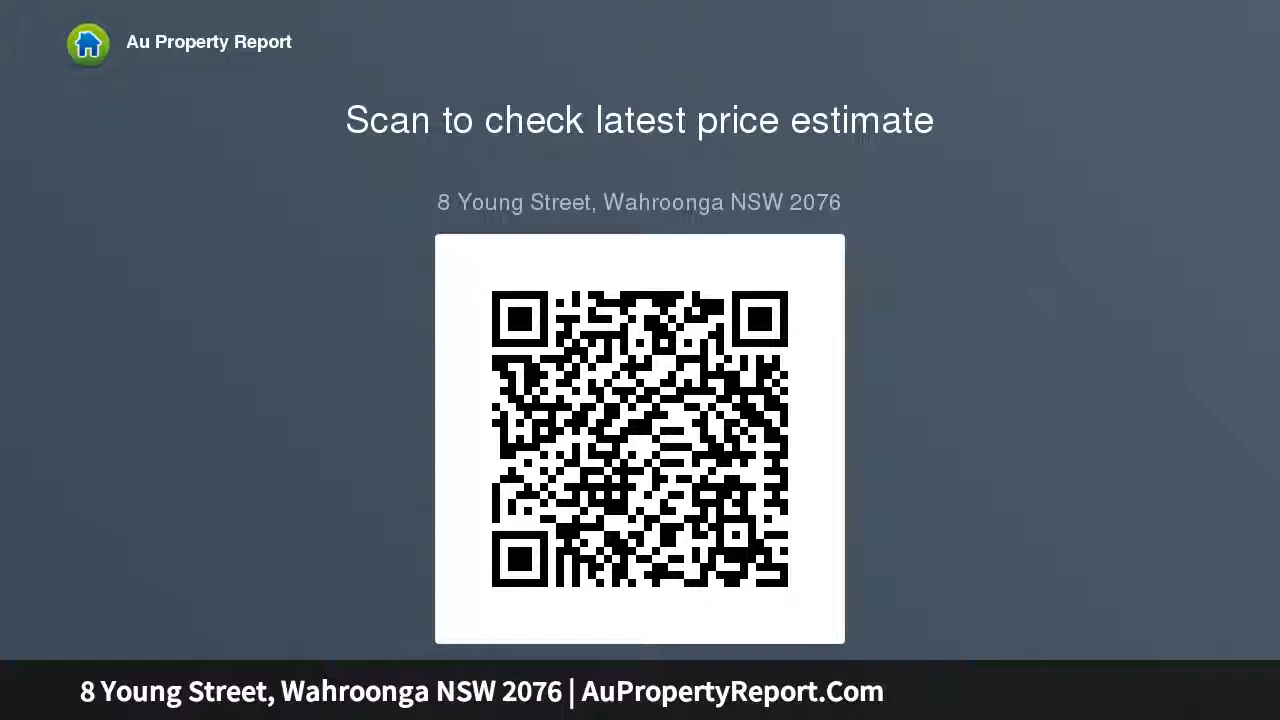 Au Property Report
Scan to check latest price estimate
8 Young Street, Wahroonga NSW 2076
8 Young Street, Wahroonga NSW 2076 | AuPropertyReport.Com